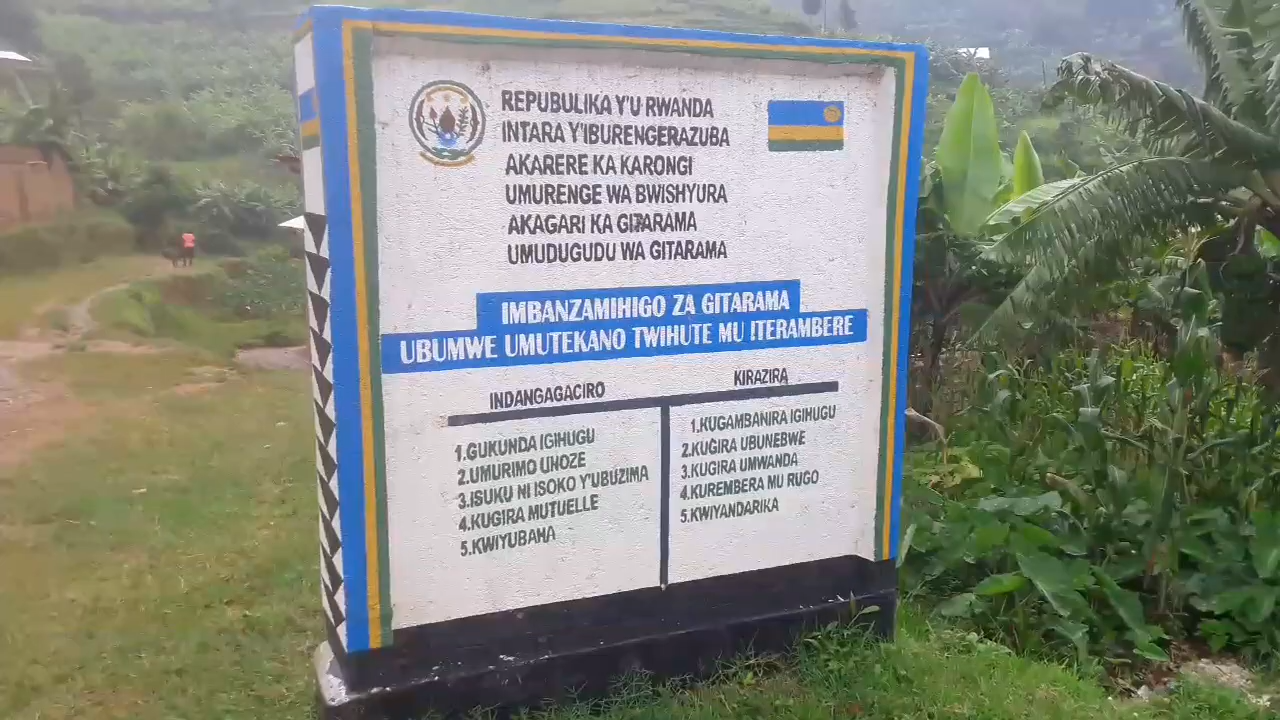 REPUBULIKA Y'U RWANDA
INTARA Y'IBURENGERAZUBA
AKARERE KA KARONGI
UMURENGE WA BWISHYURA
AKAGARI KA GITARAMA
UMUDUGUDU WA GITARAMA
IMBANZAMIHIGO ZA GITARAMA
UBUMWE UMUTEKANO TWIHUTE MU ITERAMBERE
INDANGAGACIRO
1.GUKUNDA IGIHUGU
2.UMURIMO UNOZE
3.ISUKU NI ISOKO Y'UBUZIMA
4.KUGIRA MUTUELLE
5.KWIYUBAHA
KIRAZIRA
1.KUGAMBANIRA IGIHUGU
2.KUGIRA UBUNEBWE
3.KUGIRA UMWANDA
4.KUREMBERA MU RUGO
5.KWIYANDARIKA